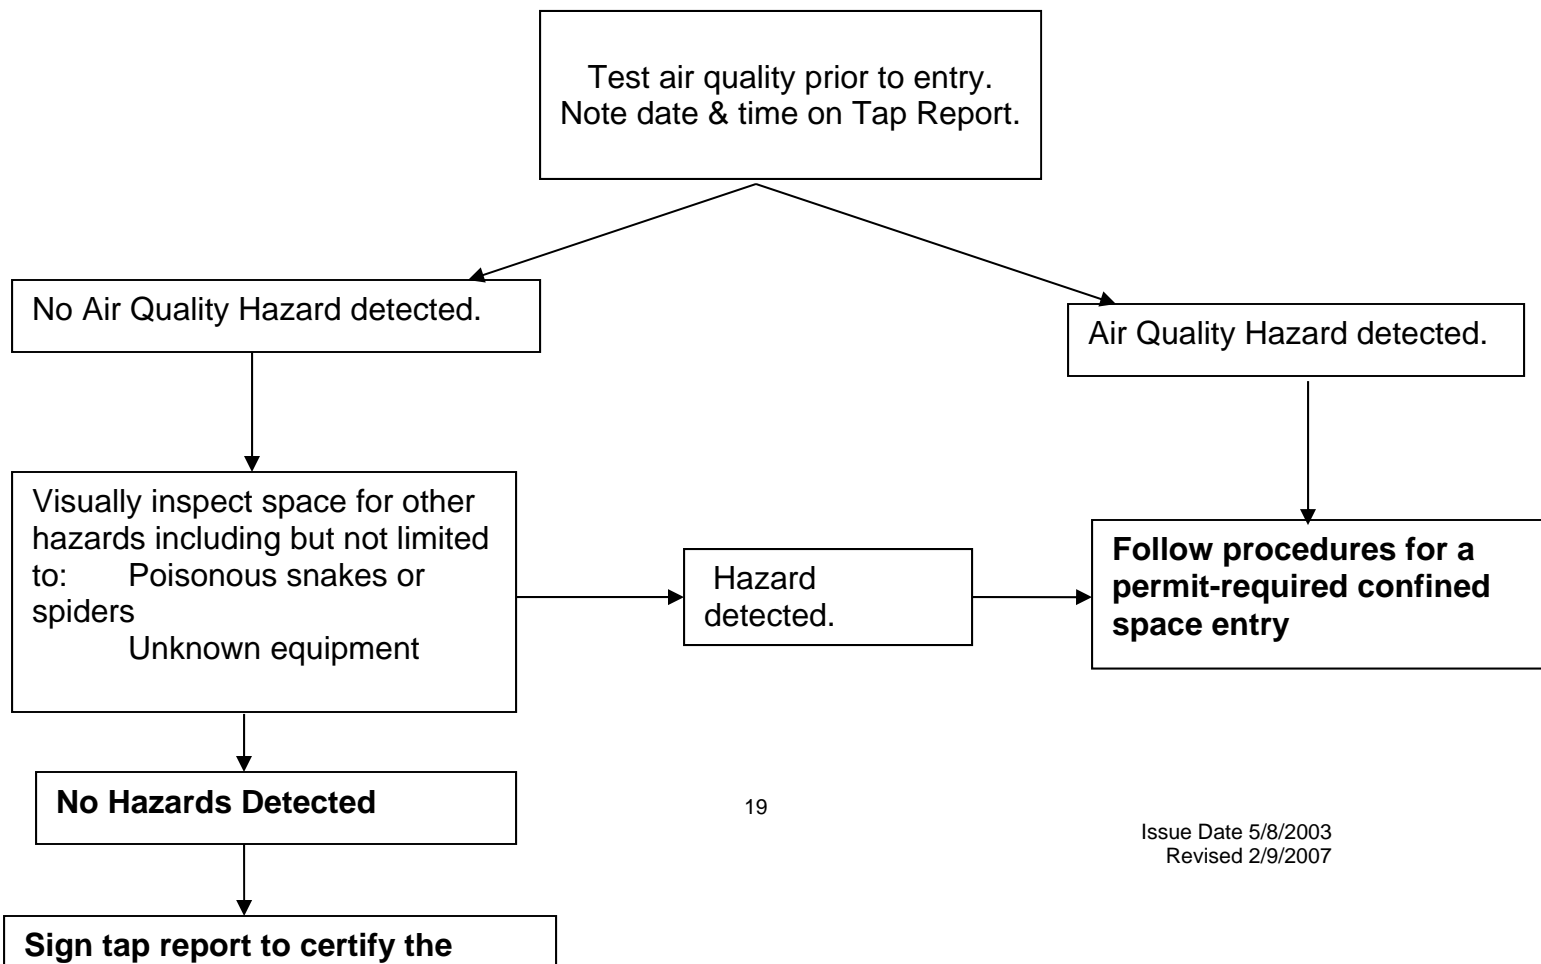 Test air quality prior to entry.
Note date & time on Tap Report.
No Air Quality Hazard detected.
Air Quality Hazard detected.
Visually inspect space for other
hazards including but not limited
to: Poisonous snakes or
spiders
Unknown equipment
Hazard
detected.
Follow procedures for a
permit-required confined
space entry
No Hazards Detected
19
Issue Date 5/8/2003
Revised 2/9/2007
Sign tap report to certify the